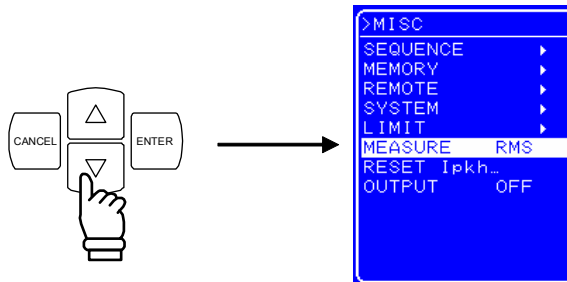 CANCEL
ENTER
>MISC
SEQUENCE
MEMORY
REMOTE
SYSTEM
LIMIT
MEASURE RMS
RESET Ipkh…
OUTPUT OFF